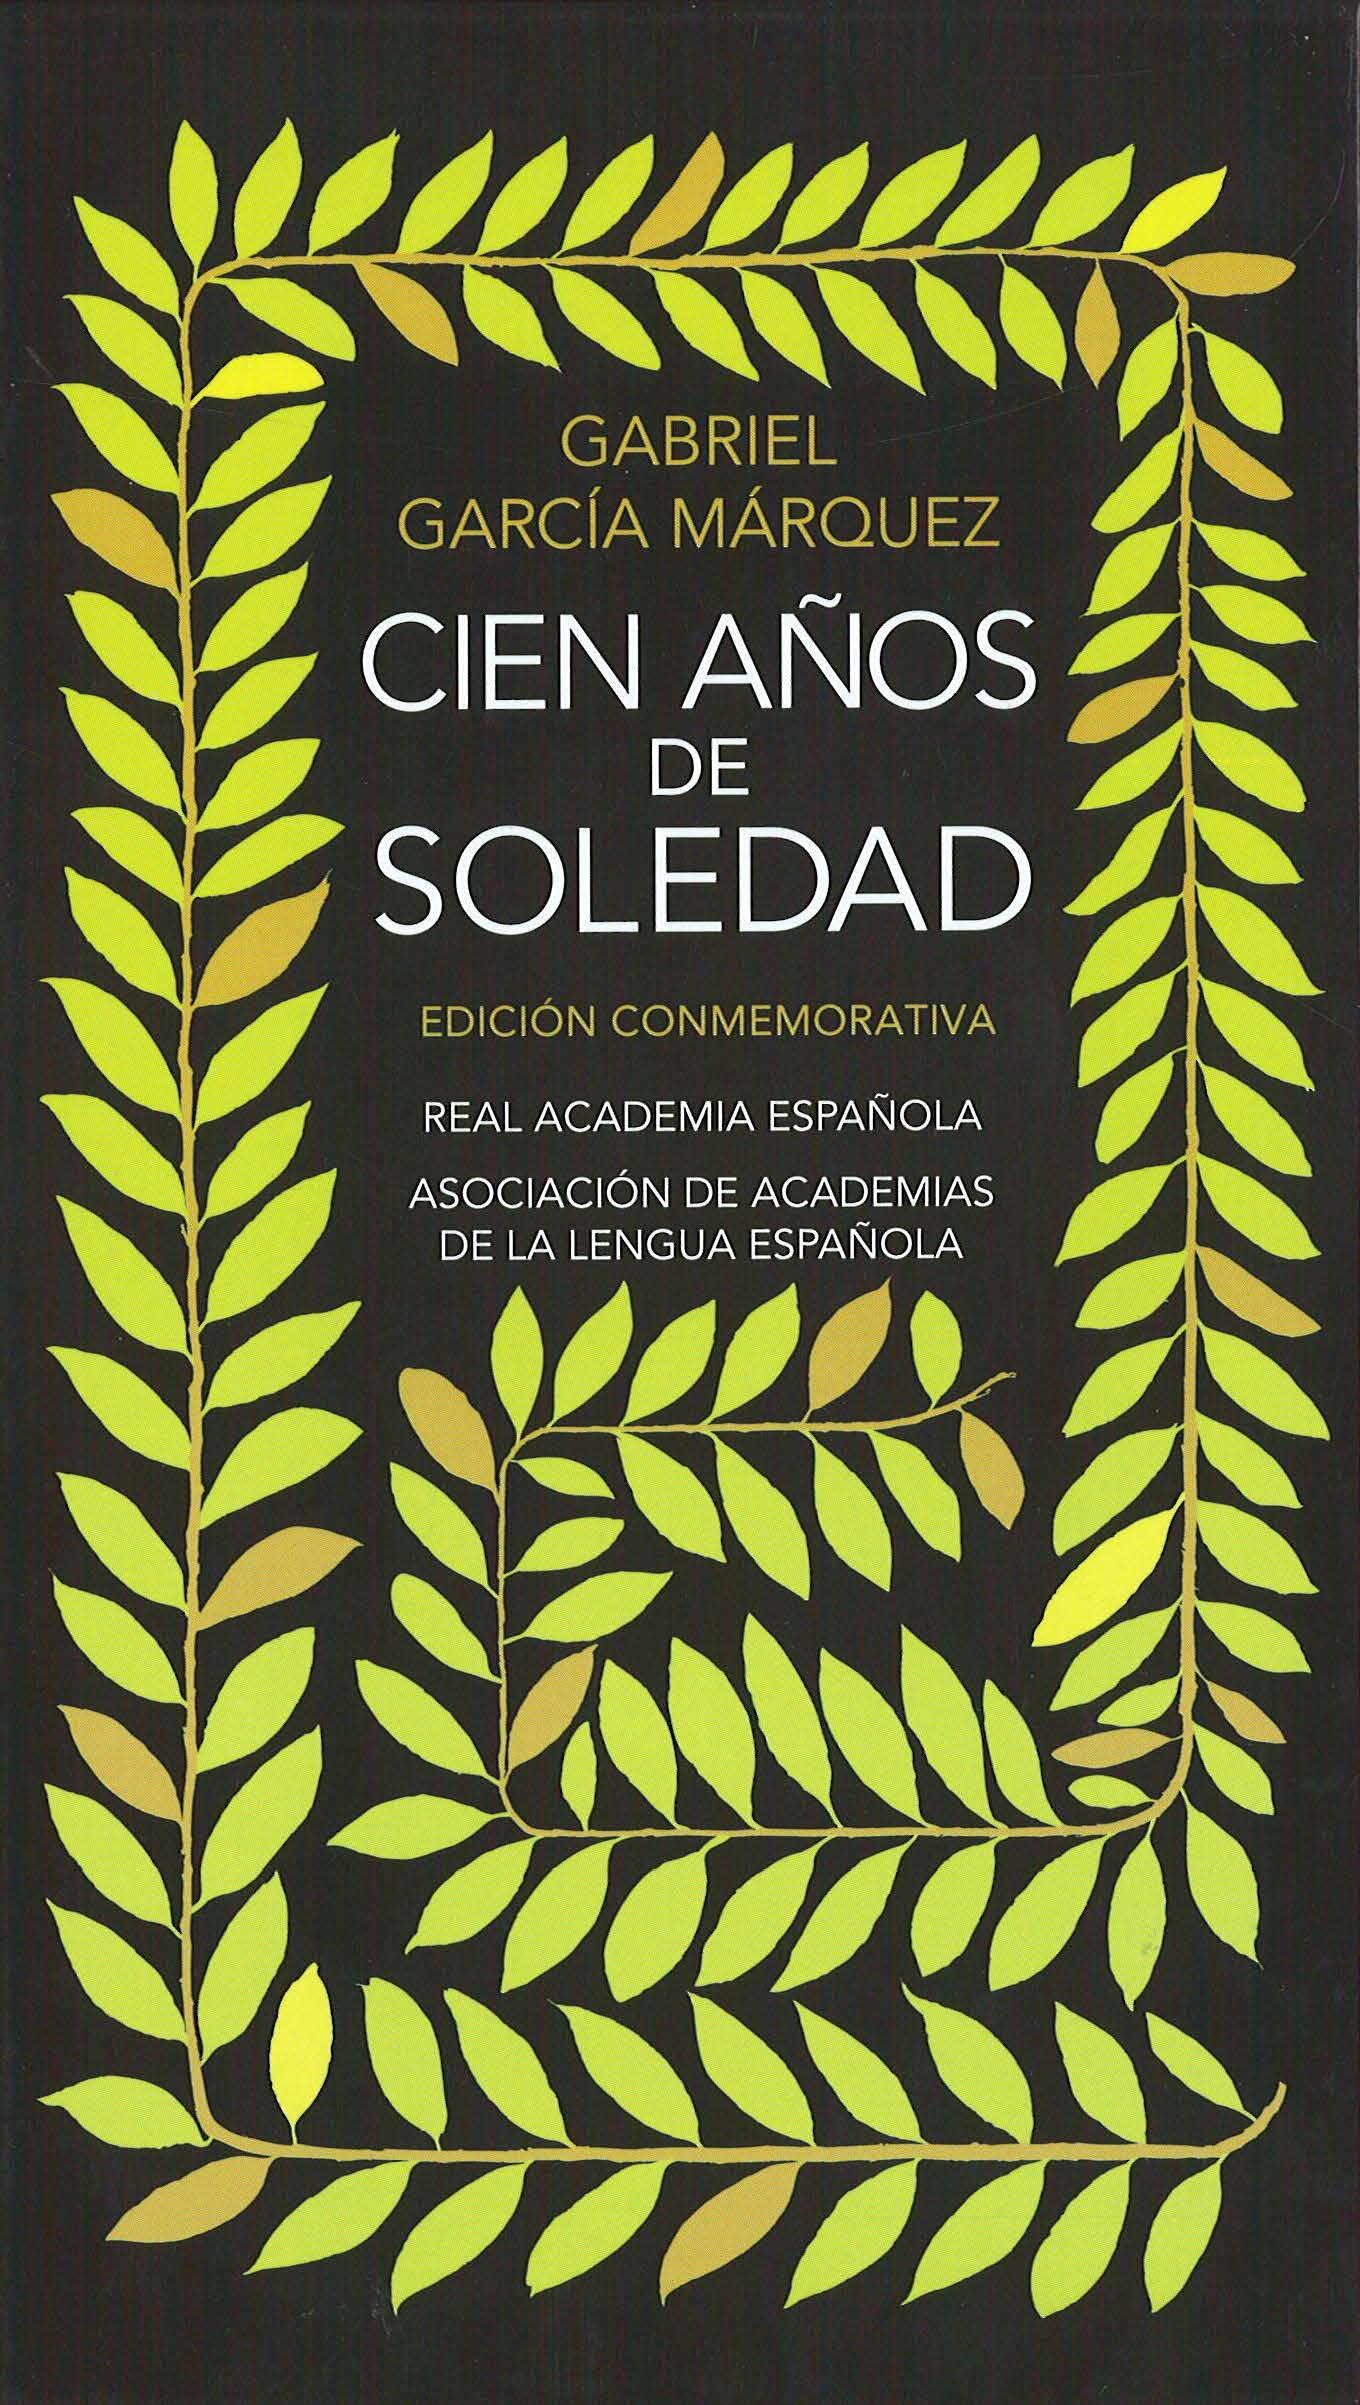 GABRIEL
GARCÍA MÁRQUEZ
CIEN AÑOS
DE
SOLEDAD
EDICIÓN CONMEMORATIVA
REAL ACADEMIA ESPAÑOLA
ASOCIACIÓN DE ACADEMIAS
DE LA LENGUA ESPAÑOLA